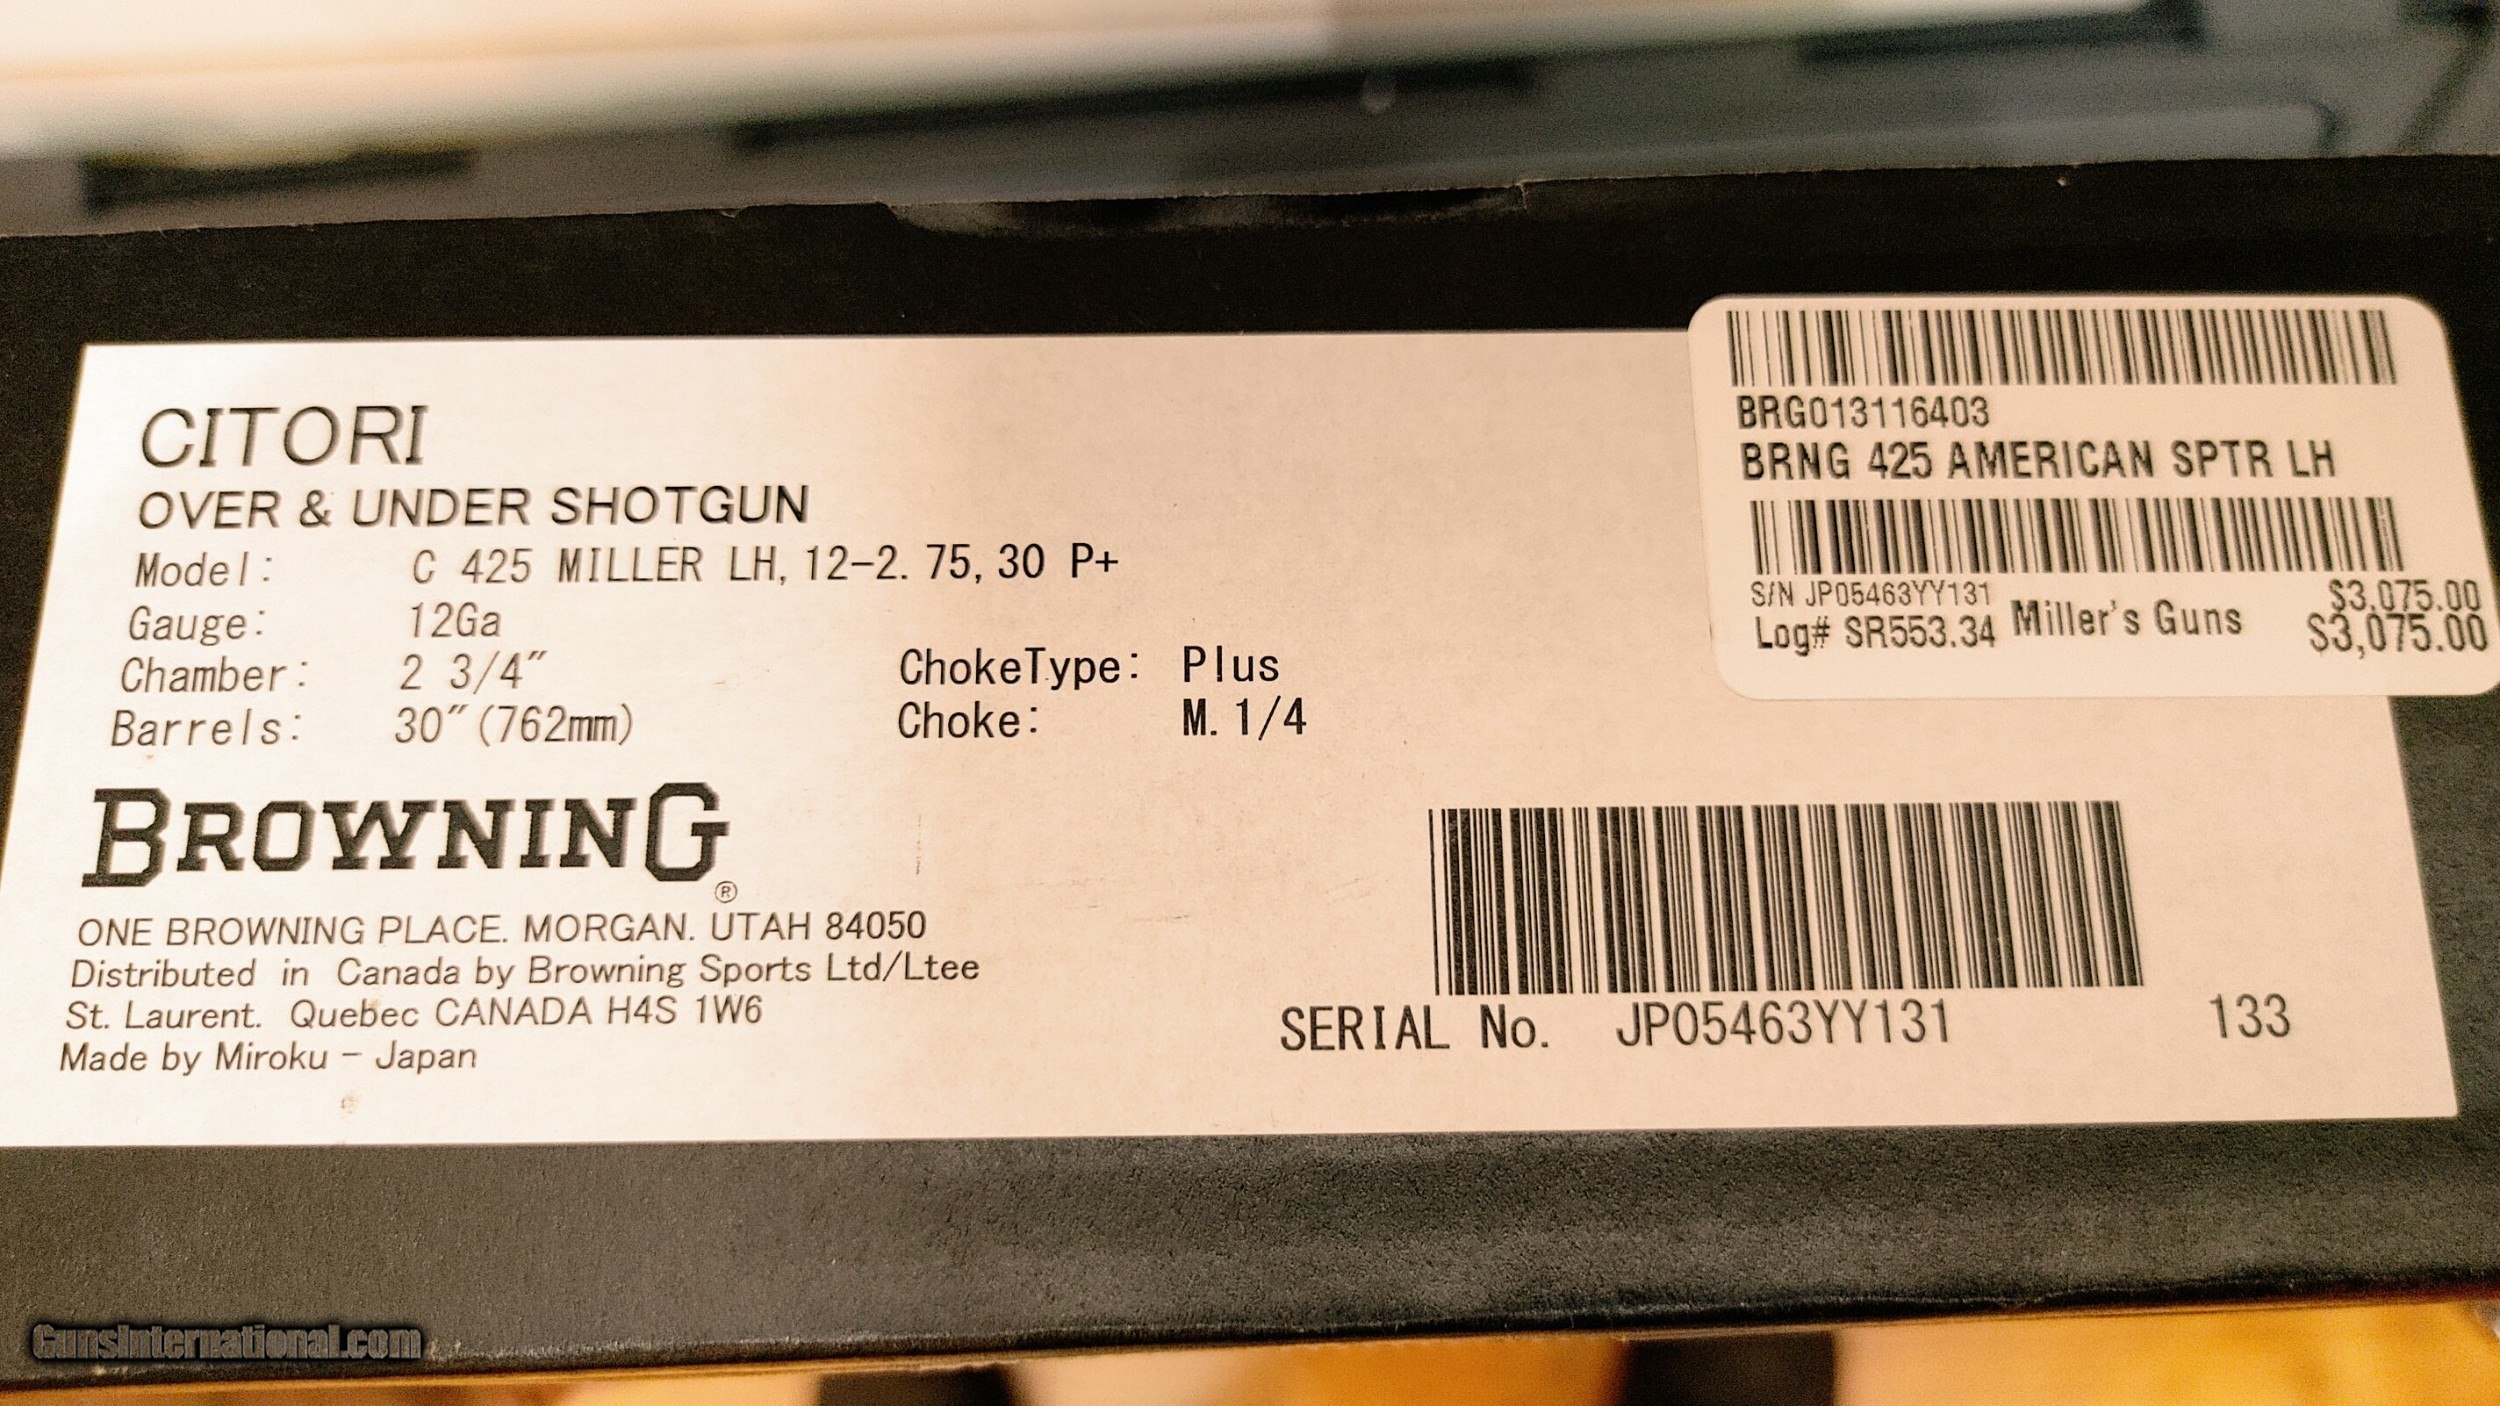 CITORI
OVER & UNDER SHOTGUN
Model: C 425 MILLER LH, 12-2.75, 30 P+
Gauge: 12Ga
Chamber: 2 3/4" ChokeType: Plus
Barrels: 30"(762mm) Choke: M.1/4
BROWNING®
ONE BROWNING PLACE. MORGAN. UTAH 84050
Distributed in Canada by Browning Sports Ltd/Ltee
St. Laurent. Quebec CANADA H4S 1W6
Made by Miroku - Japan
SERIAL No. JP05463YY131 133
BRG013116403
BRNG 425 AMERICAN SPTR LH
S/N JP05463YY131 $3,075.00
Log# SR553.34 Miller's Guns $3,075.00
GunsInternational.com